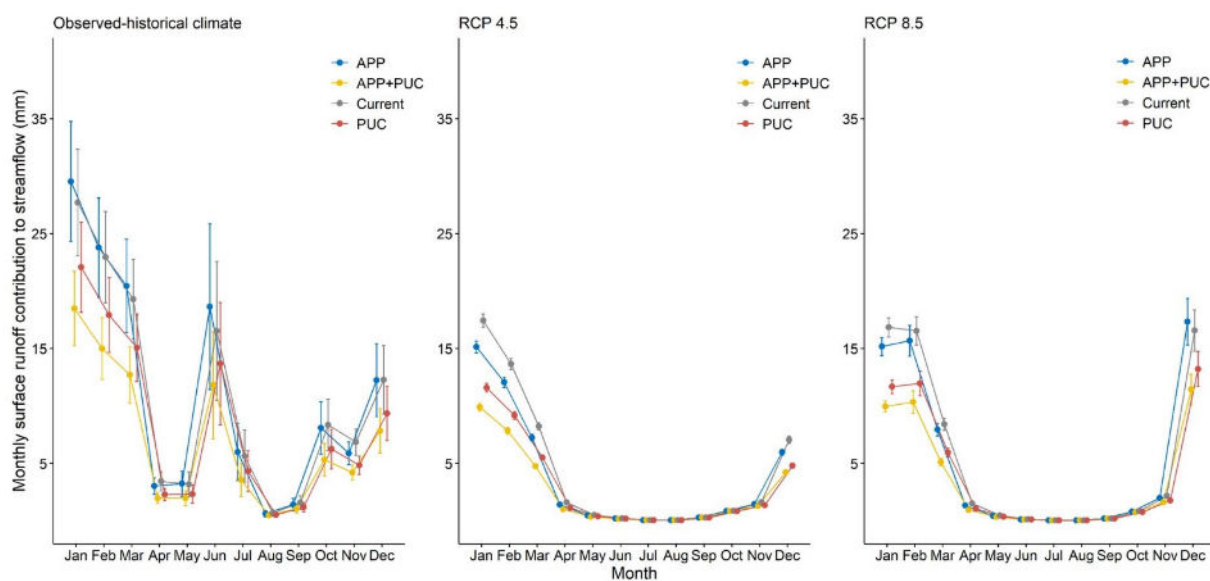 Observed-historical climate
RCP 4.5
RCP 8.5
APP
APP+PUC
Current
PUC
APP
APP+PUC
Current
PUC
APP
APP+PUC
Current
PUC
Monthly surface runoff contribution to streamflow (mm)
35
25
15
5
35
25
15
5
35
25
15
5
Jan Feb Mar Apr May Jun Jul Aug Sep Oct Nov Dec
Jan Feb Mar Apr May Jun Jul Aug Sep Oct Nov Dec
Jan Feb Mar Apr May Jun Jul Aug Sep Oct Nov Dec
Month